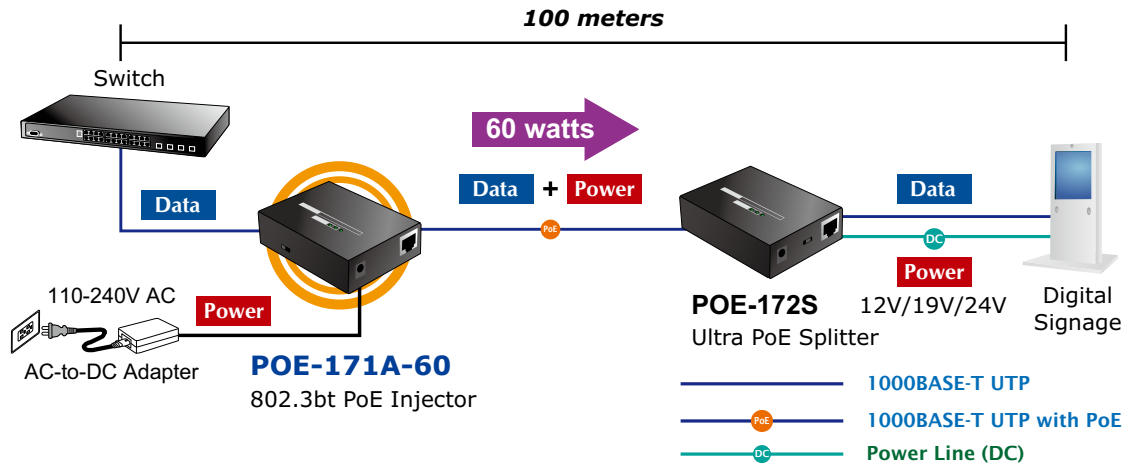 100 meters
Switch
60 watts
Data
Data + Power
Data
PoE
DC
Power
12V/19V/24V
110-240V AC
Power
AC-to-DC Adapter
POE-171A-60
802.3bt PoE Injector
POE-172S
Ultra PoE Splitter
Digital
Signage
1000BASE-T UTP
PoE
1000BASE-T UTP with PoE
DC
Power Line (DC)